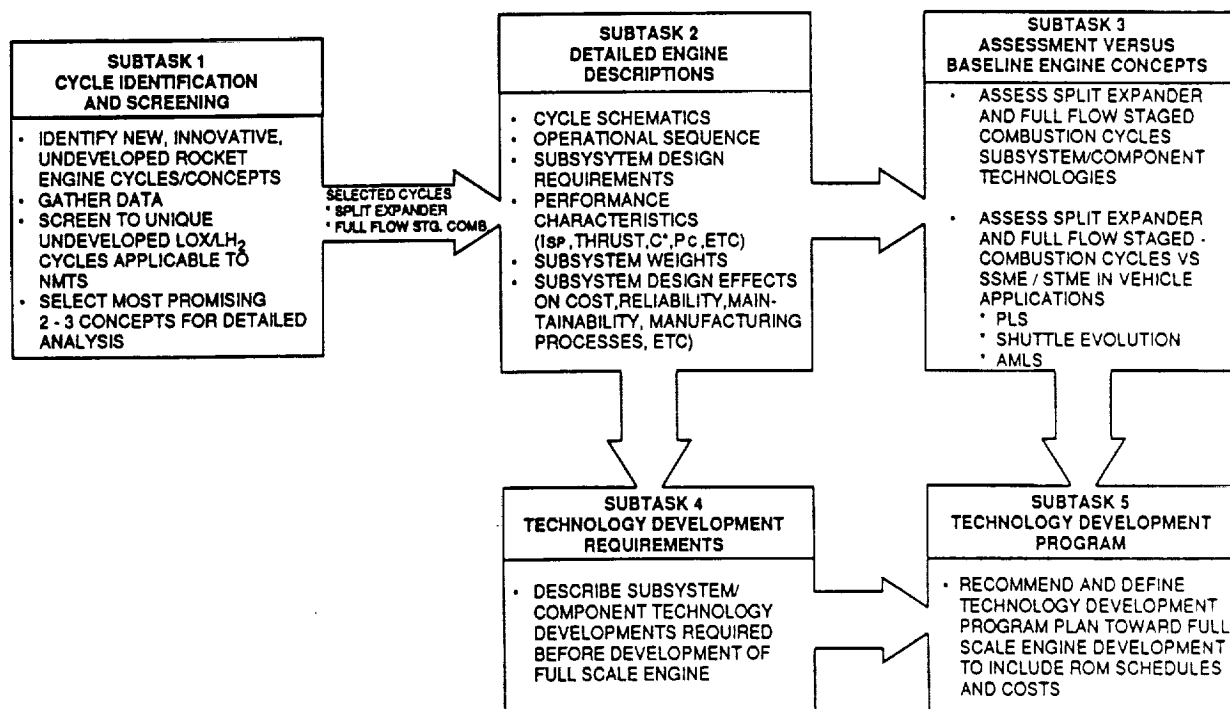 SUBTASK 1
CYCLE IDENTIFICATION
AND SCREENING
• IDENTIFY NEW, INNOVATIVE,
UNDEVELOPED ROCKET
ENGINE CYCLES/CONCEPTS
• GATHER DATA
• SCREEN TO UNIQUE
UNDEVELOPED LOX/LH2
CYCLES APPLICABLE TO
NMTS
• SELECT MOST PROMISING
2 - 3 CONCEPTS FOR DETAILED
ANALYSIS
SELECTED CYCLES
* SPLIT EXPANDER
* FULL FLOW STG. COMB.
SUBTASK 2
DETAILED ENGINE
DESCRIPTIONS
• CYCLE SCHEMATICS
• OPERATIONAL SEQUENCE
• SUBSYSYTEM DESIGN
REQUIREMENTS
• PERFORMANCE
CHARACTERISTICS
(ISP,THRUST,C*,PC,ETC)
• SUBSYSTEM WEIGHTS
• SUBSYSTEM DESIGN EFFECTS
ON COST,RELIABILITY,MAIN-
TAINABILITY, MANUFACTURING
PROCESSES, ETC)
SUBTASK 3
ASSESSMENT VERSUS
BASELINE ENGINE CONCEPTS
• ASSESS SPLIT EXPANDER
AND FULL FLOW STAGED
COMBUSTION CYCLES
SUBSYSTEM/COMPONENT
TECHNOLOGIES
• ASSESS SPLIT EXPANDER
AND FULL FLOW STAGED -
COMBUSTION CYCLES VS
SSME / STME IN VEHICLE
APPLICATIONS
* PLS
* SHUTTLE EVOLUTION
* AMLS
SUBTASK 4
TECHNOLOGY DEVELOPMENT
REQUIREMENTS
• DESCRIBE SUBSYSTEM/
COMPONENT TECHNOLOGY
DEVELOPMENTS REQUIRED
BEFORE DEVELOPMENT OF
FULL SCALE ENGINE
SUBTASK 5
TECHNOLOGY DEVELOPMENT
PROGRAM
• RECOMMEND AND DEFINE
TECHNOLOGY DEVELOPMENT
PROGRAM PLAN TOWARD FULL
SCALE ENGINE DEVELOPMENT
TO INCLUDE ROM SCHEDULES
AND COSTS